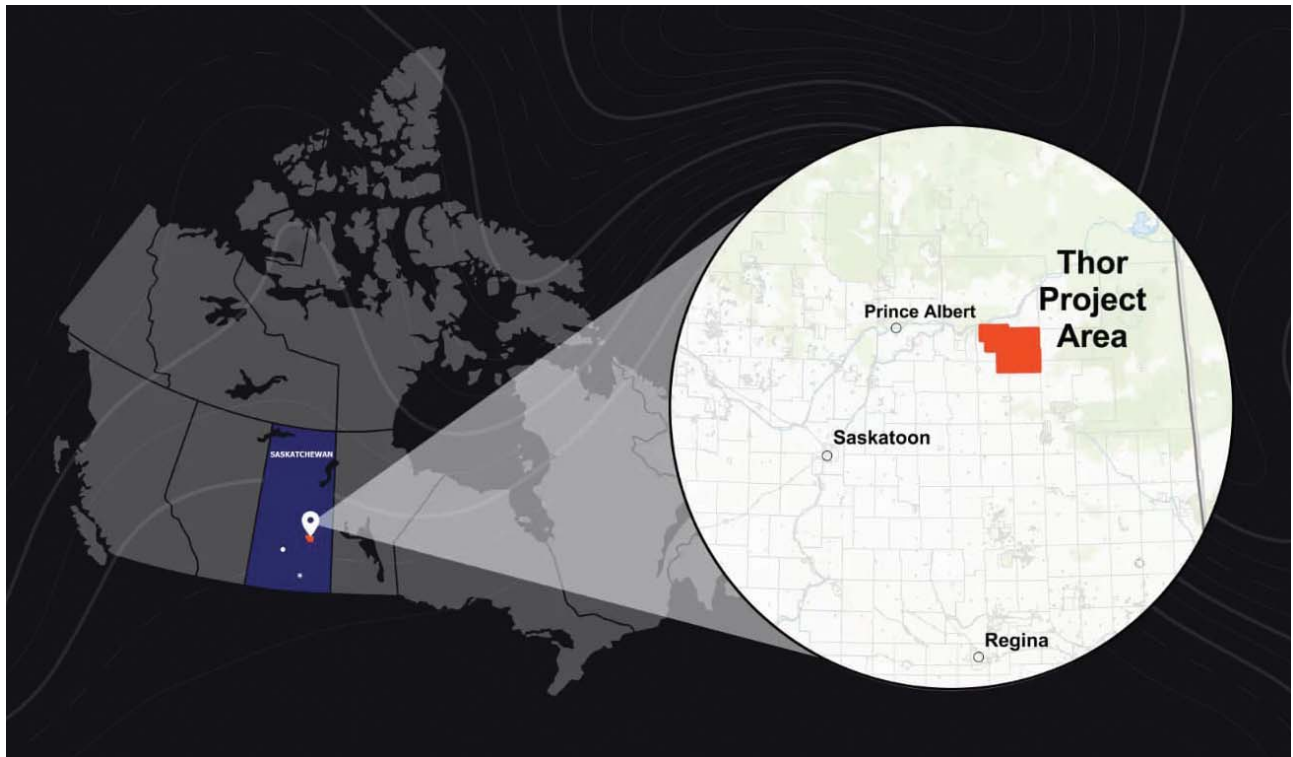 SASKATCHEWAN
Thor
Project
Area
Prince Albert
Saskatoon
Regina